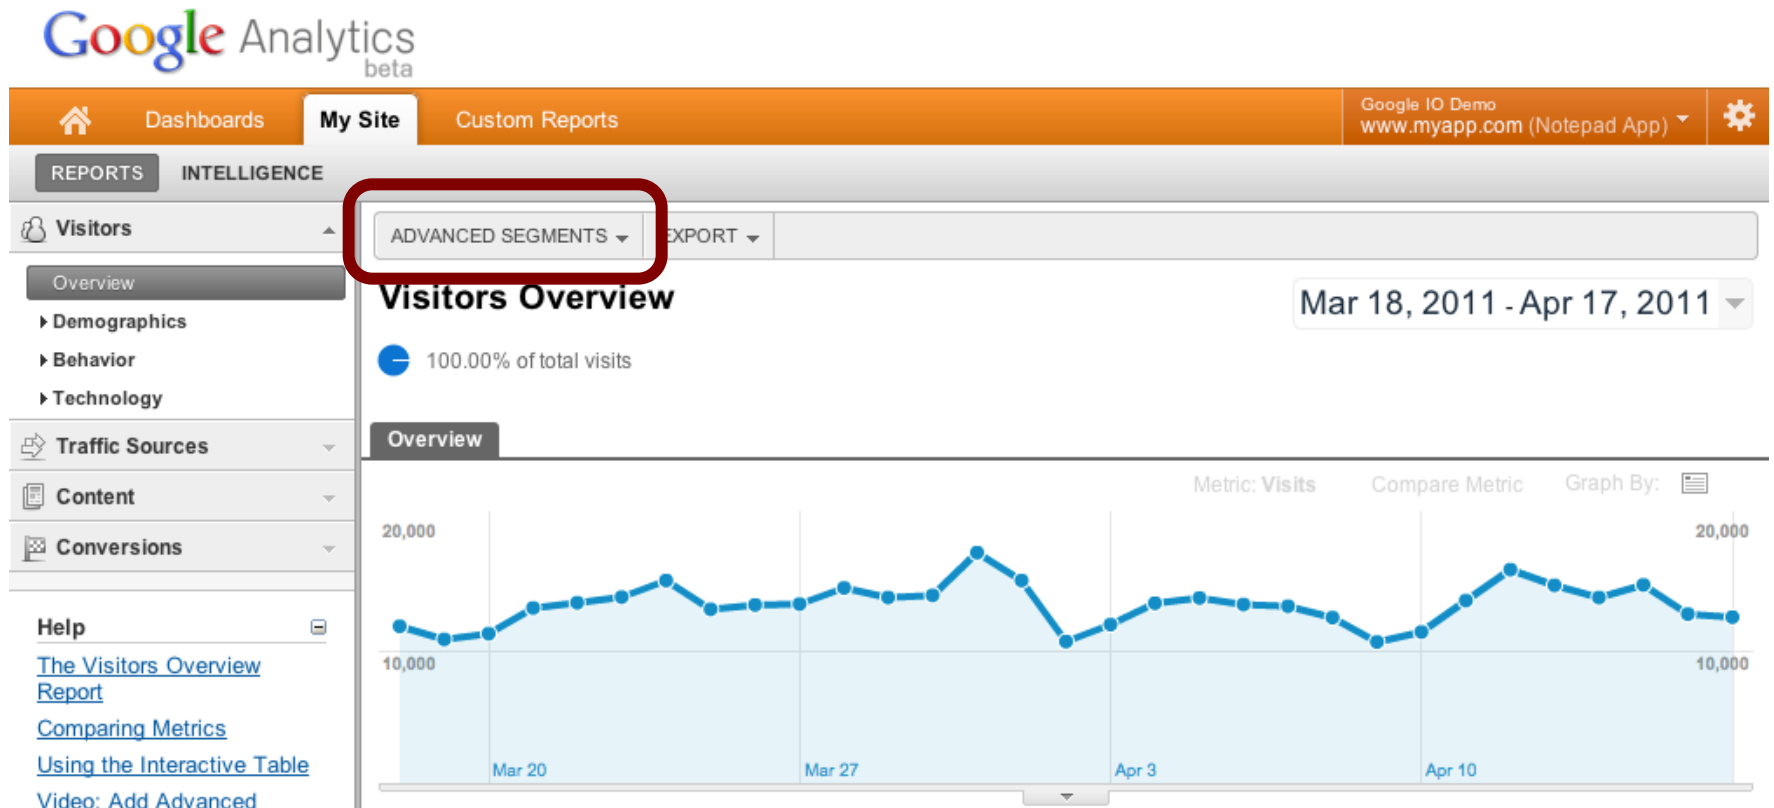 Google Analytics
beta
Dashboards
My Site
Custom Reports
Google IO Demo
www.myapp.com (Notepad App)
REPORTS
INTELLIGENCE
Visitors
Overview
Demographics
Behavior
Technology
Traffic Sources
Content
Conversions
Help
The Visitors Overview
Report
Comparing Metrics
Using the Interactive Table
Video: Add Advanced
ADVANCED SEGMENTS
EXPORT
Visitors Overview
Mar 18, 2011 - Apr 17, 2011
100.00% of total visits
Overview
Metric: Visits
Compare Metric
Graph By:
20,000
20,000
10,000
10,000
Mar 20
Mar 27
Apr 3
Apr 10